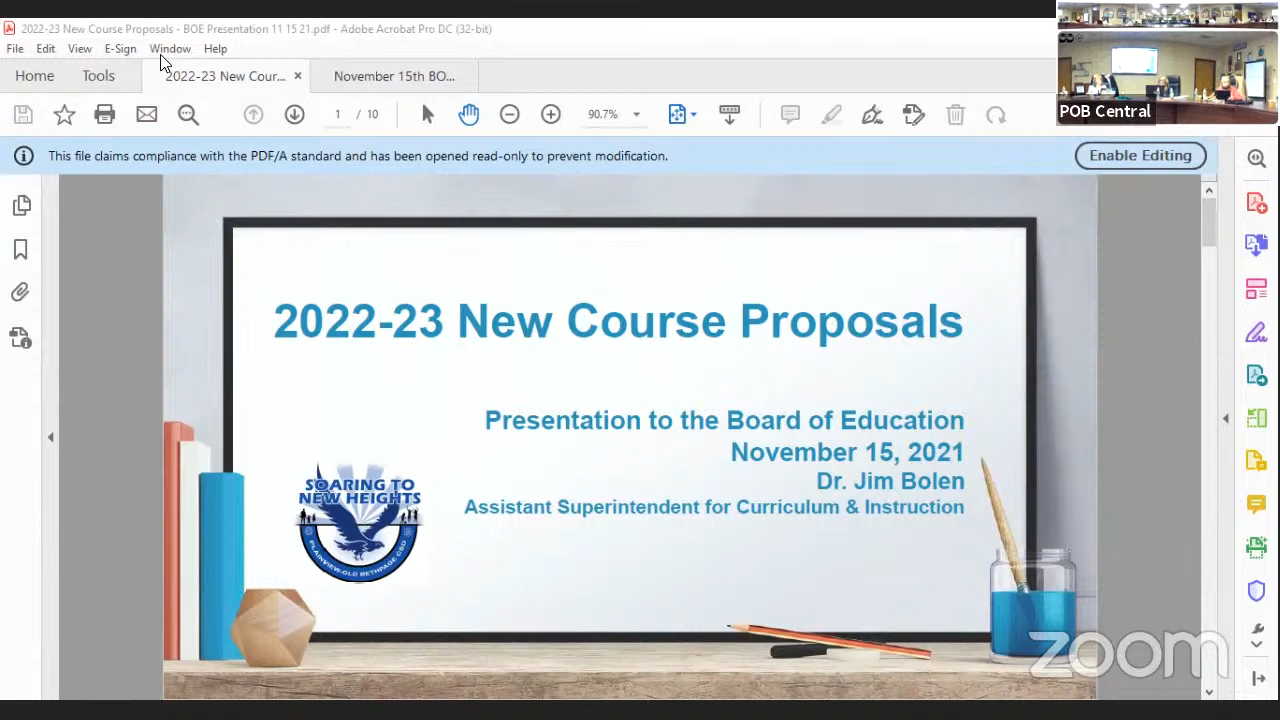 2022-23 New Course Proposals - BOE Presentation 11 15 21.pdf - Adobe Acrobat Pro DC (32-bit)
File Edit View E-Sign Window Help
Home Tools 2022-23 New Cour... × November 15th BO...
1 / 10 90.7%
This file claims compliance with the PDF/A standard and has been opened read-only to prevent modification.
Enable Editing
POB Central
2022-23 New Course Proposals
Presentation to the Board of Education
November 15, 2021
Dr. Jim Bolen
Assistant Superintendent for Curriculum & Instruction
SOARING TO
NEW HEIGHTS
PLAINVIEW-OLD BETHPAGE CSD
zoom